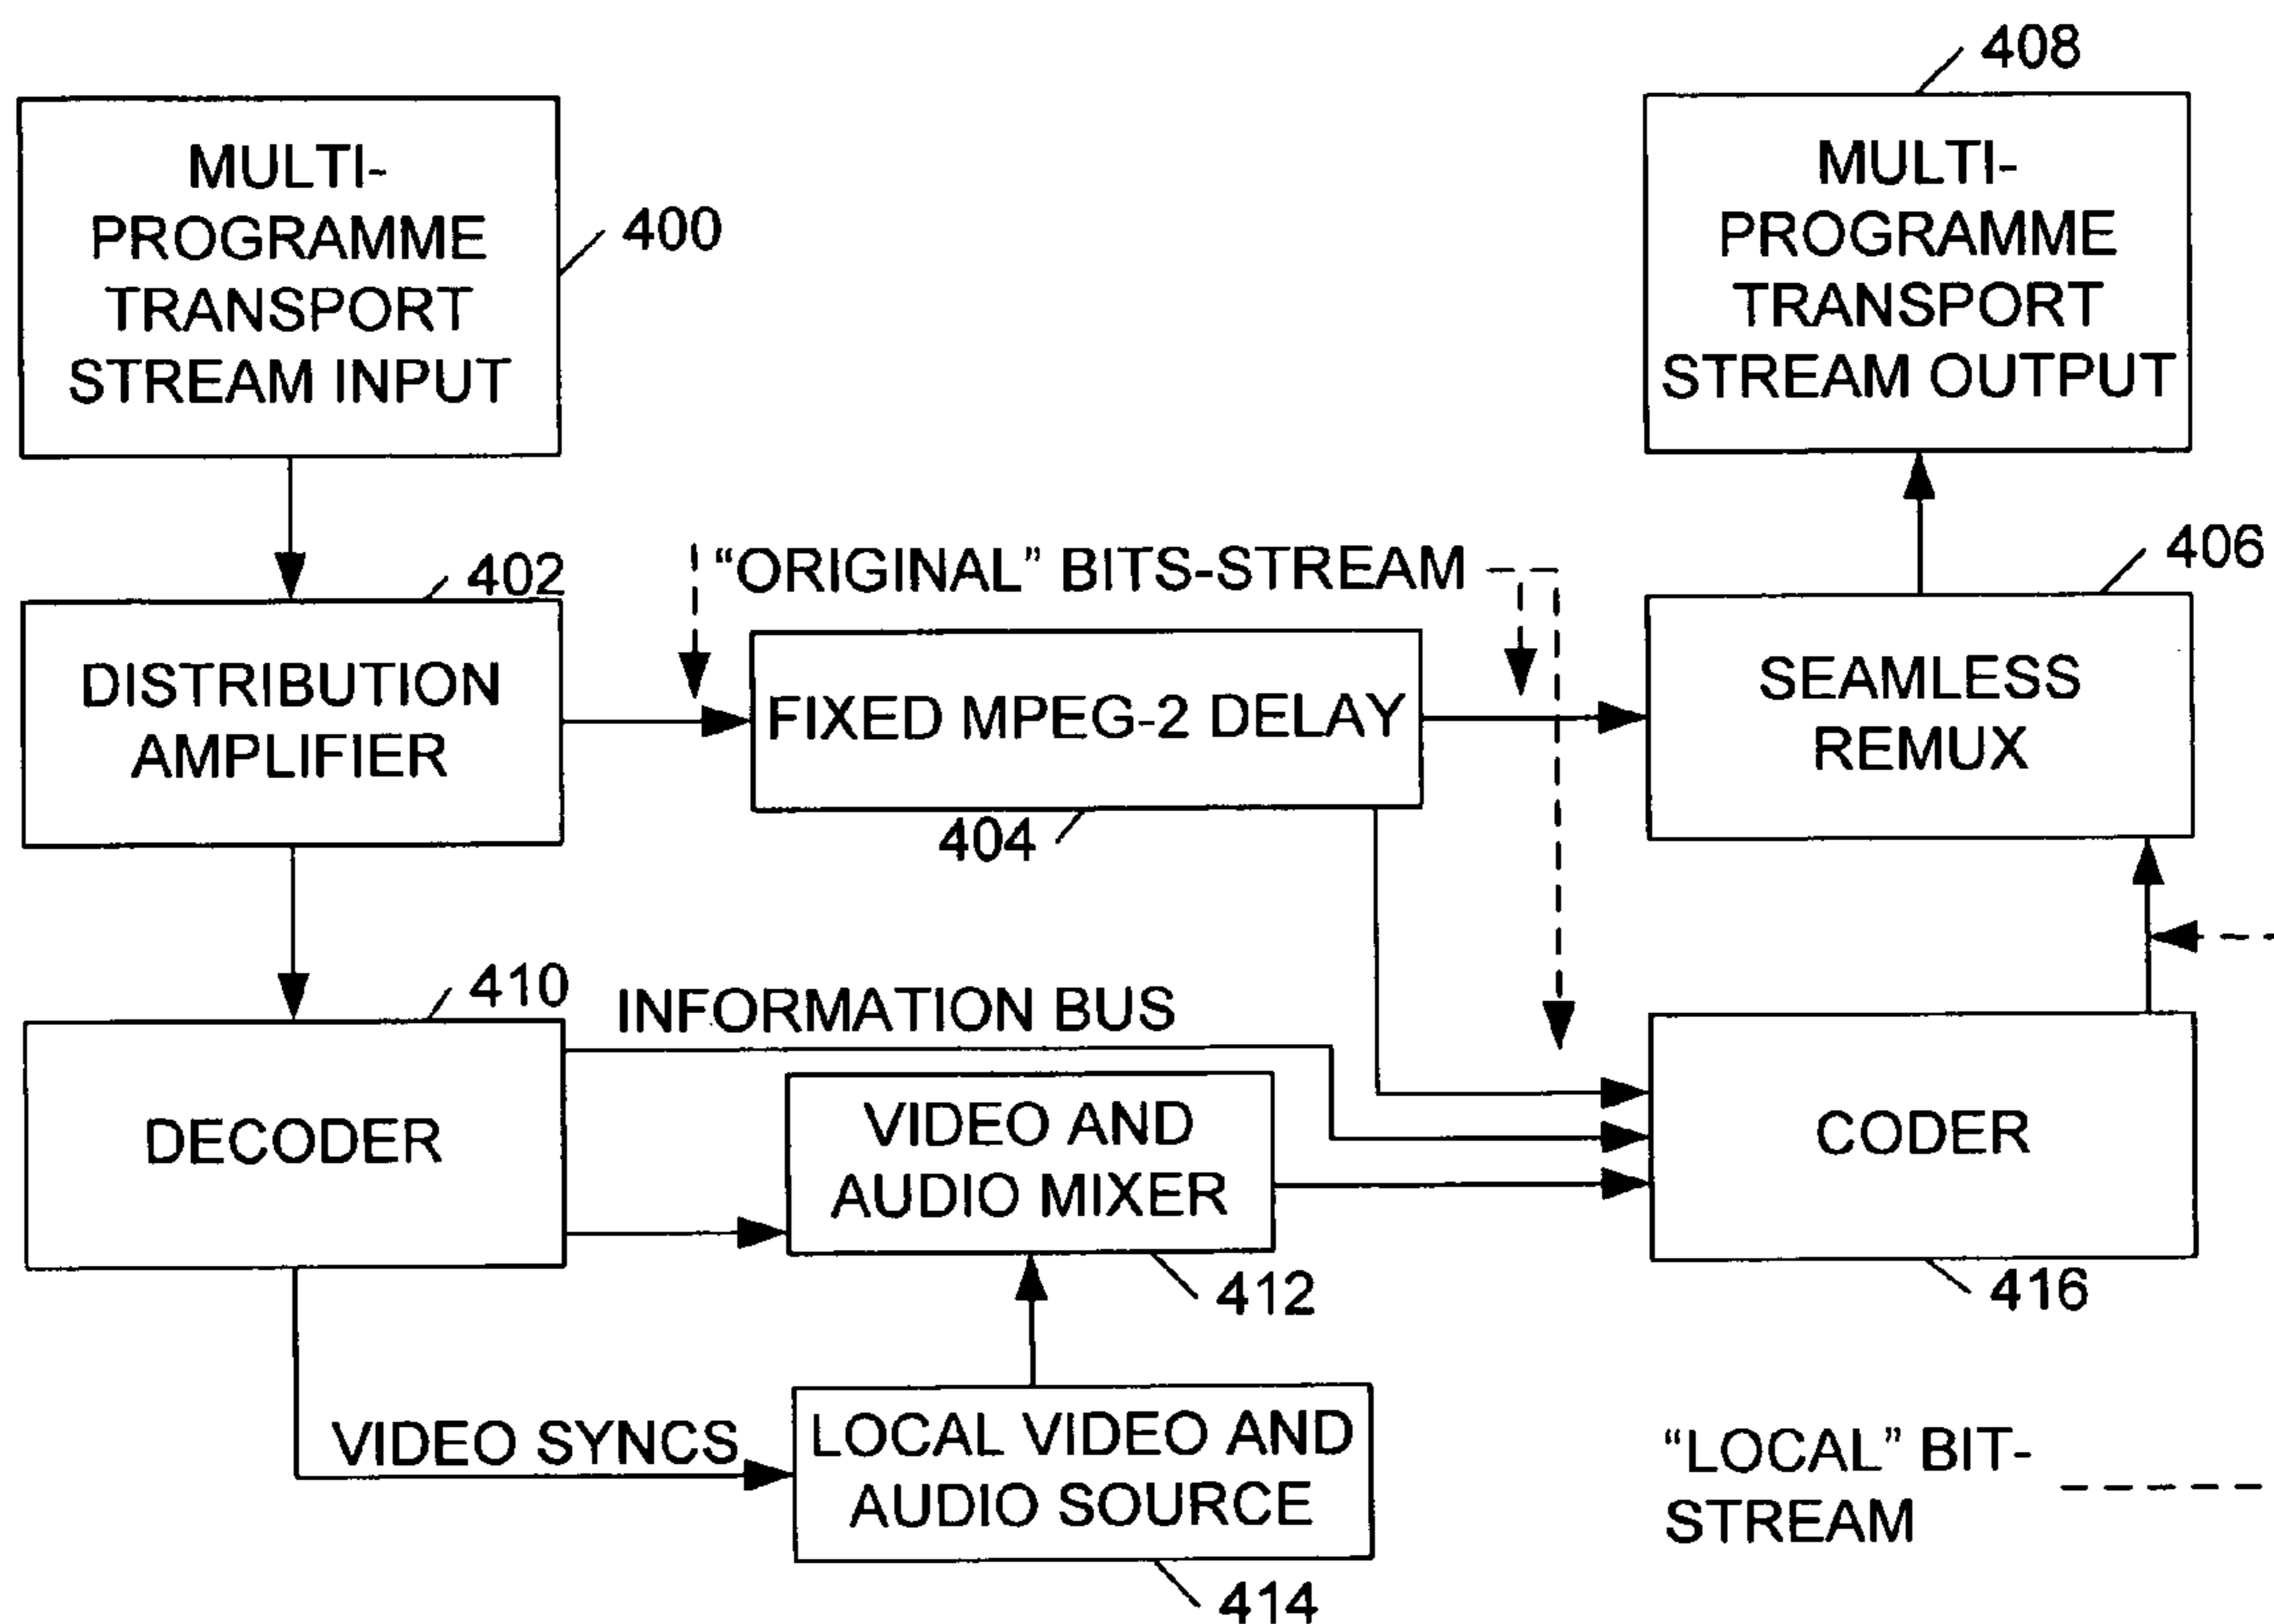 408
MULTI-
PROGRAMME
TRANSPORT
STREAM INPUT
400
MULTI-
PROGRAMME
TRANSPORT
STREAM OUTPUT
402
"ORIGINAL" BITS-STREAM
406
DISTRIBUTION
AMPLIFIER
FIXED MPEG-2 DELAY
404
SEAMLESS
REMUX
410
INFORMATION BUS
DECODER
VIDEO AND
AUDIO MIXER
412
CODER
416
VIDEO SYNCS
LOCAL VIDEO AND
AUDIO SOURCE
414
"LOCAL" BIT-
STREAM